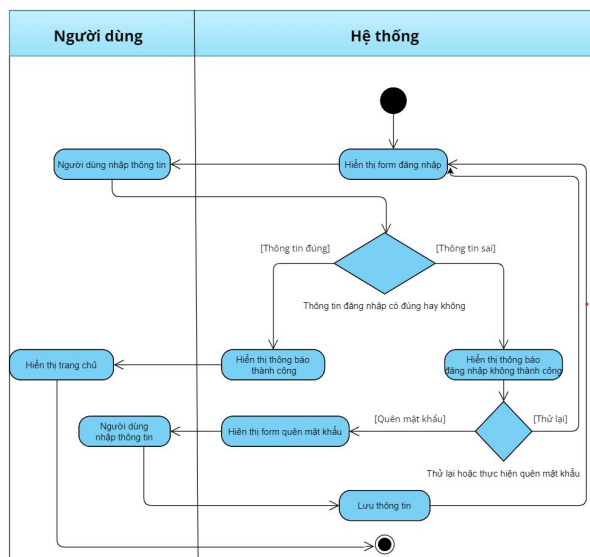 Người dùng
Hệ thống
Người dùng nhập thông tin
Hiển thị form đăng nhập
[Thông tin đúng]
[Thông tin sai]
Thông tin đăng nhập có đúng hay không
Hiển thị trang chủ
Hiển thị thông báo
thành công
Hiển thị thông báo
đăng nhập không thành công
[Quên mật khẩu]
[Thử lại]
Người dùng
nhập thông tin
Hiên thị form quên mật khẩu
Thử lại hoặc thực hiện quên mật khẩu
Lưu thông tin